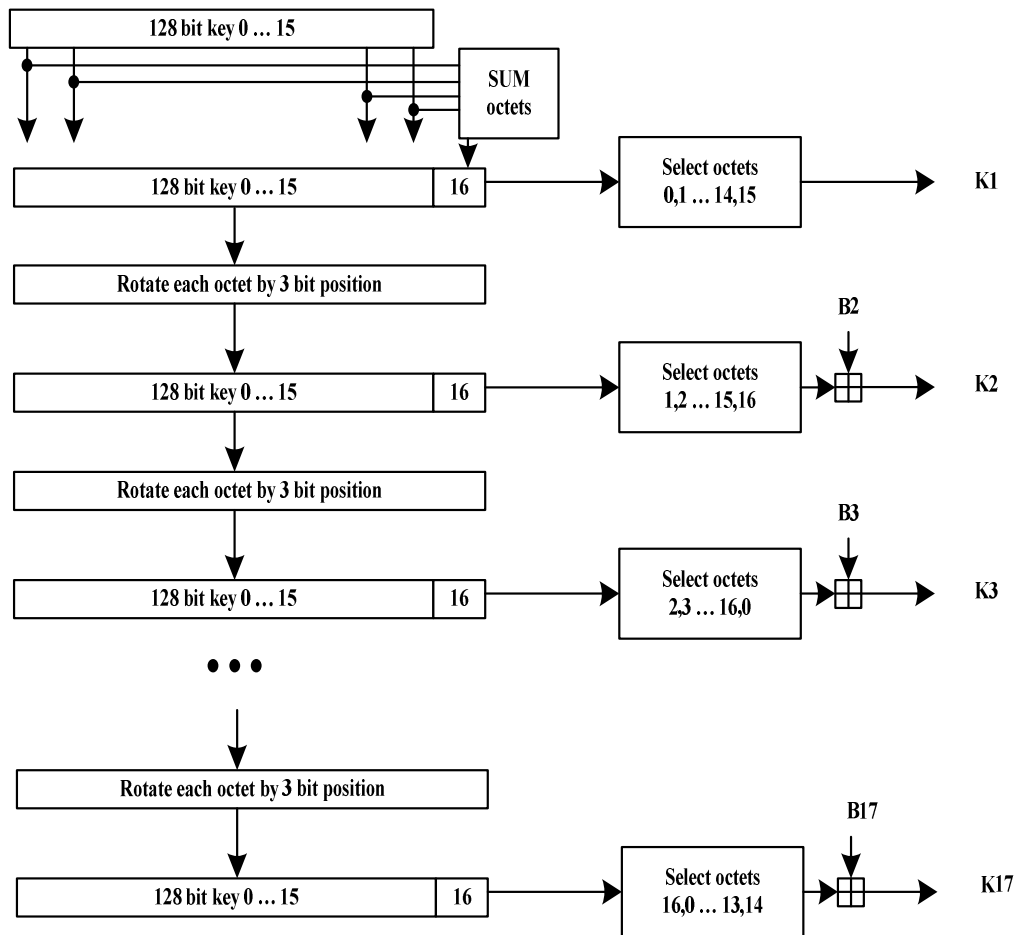 128 bit key 0 … 15
SUM
octets
128 bit key 0 … 15
16
Select octets
0,1 … 14,15
K1
Rotate each octet by 3 bit position
B2
128 bit key 0 … 15
16
Select octets
1,2 … 15,16
K2
Rotate each octet by 3 bit position
B3
128 bit key 0 … 15
16
Select octets
2,3 … 16,0
K3
Rotate each octet by 3 bit position
B17
128 bit key 0 … 15
16
Select octets
16,0 … 13,14
K17